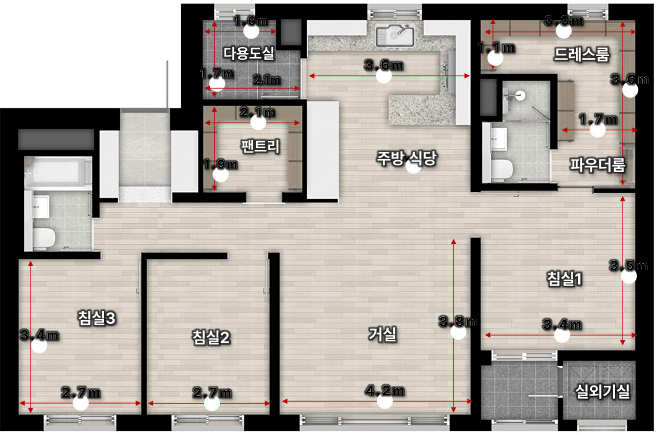 1.6m
다용도실
1.7m
2.1m
3.6m
3.3m
드레스룸
1.1m
3.6m
1.7m
파우더룸
2.1m
팬트리
1.9m
주방 식당
침실1
3.5m
3.4m
침실3
3.4m
2.7m
침실2
2.7m
거실
3.8m
4.2m
실외기실